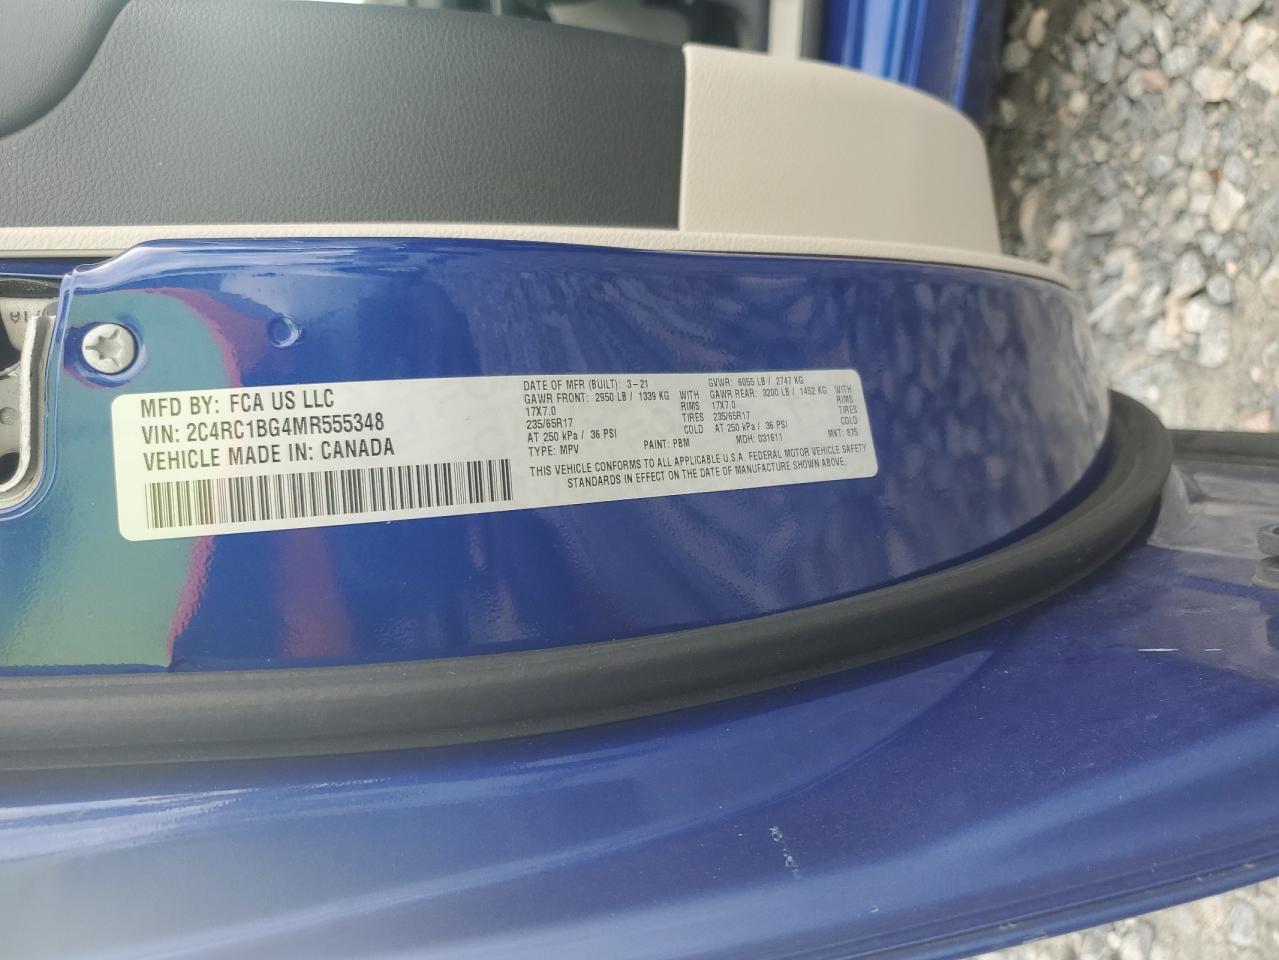 MFD BY: FCA US LLC
VIN: 2C4RC1BG4MR555348
VEHICLE MADE IN: CANADA
DATE OF MFR (BUILT): 3-21
GAWR FRONT: 2950 LB / 1339 KG WITH
17X7.0 RIMS
235/65R17 TIRES
AT 250 kPa / 36 PSI COLD
TYPE: MPV PAINT: PBM
GVWR: 6055 LB / 2747 KG
GAWR REAR: 3200 LB / 1452 KG WITH
17X7.0 RIMS
235/65R17 TIRES
AT 250 kPa / 36 PSI COLD
MDH: 031611 MKT: 875
THIS VEHICLE CONFORMS TO ALL APPLICABLE U.S.A. FEDERAL MOTOR VEHICLE SAFETY
STANDARDS IN EFFECT ON THE DATE OF MANUFACTURE SHOWN ABOVE.